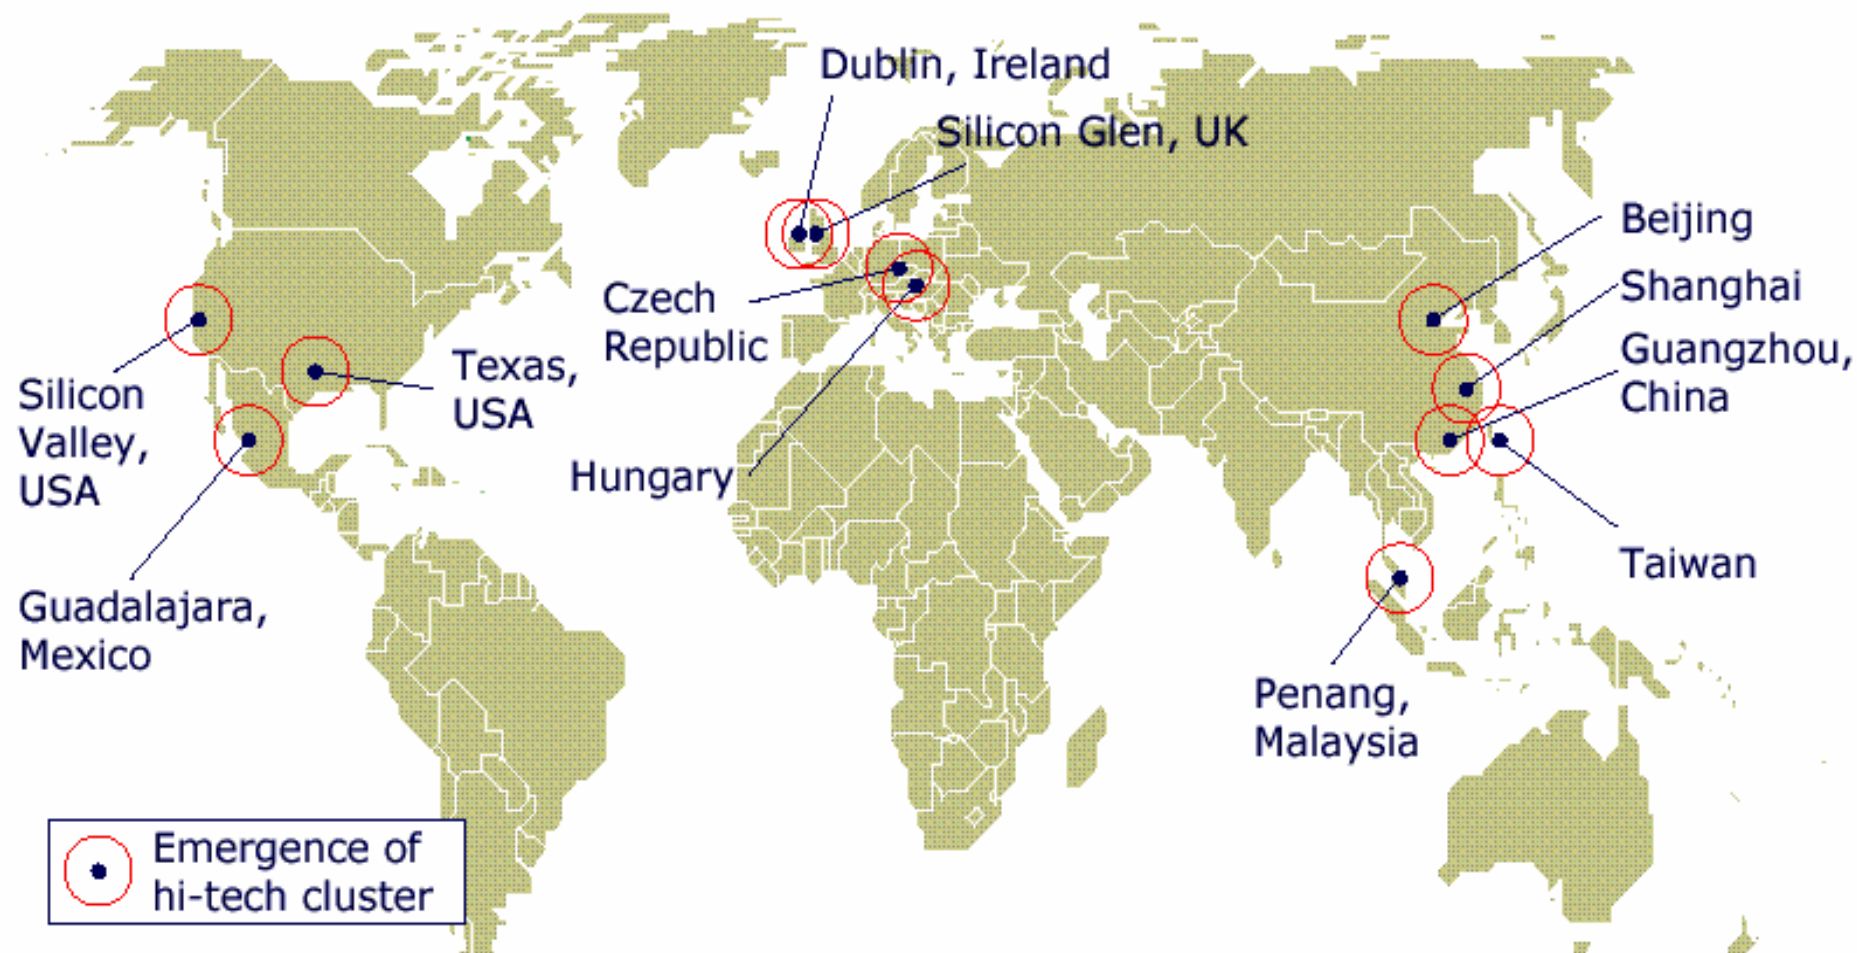 Dublin, Ireland
Silicon Glen, UK
Beijing
Shanghai
Guangzhou,
China
Czech
Republic
Texas,
USA
Silicon
Valley,
USA
Hungary
Taiwan
Guadalajara,
Mexico
Penang,
Malaysia
Emergence of
hi-tech cluster